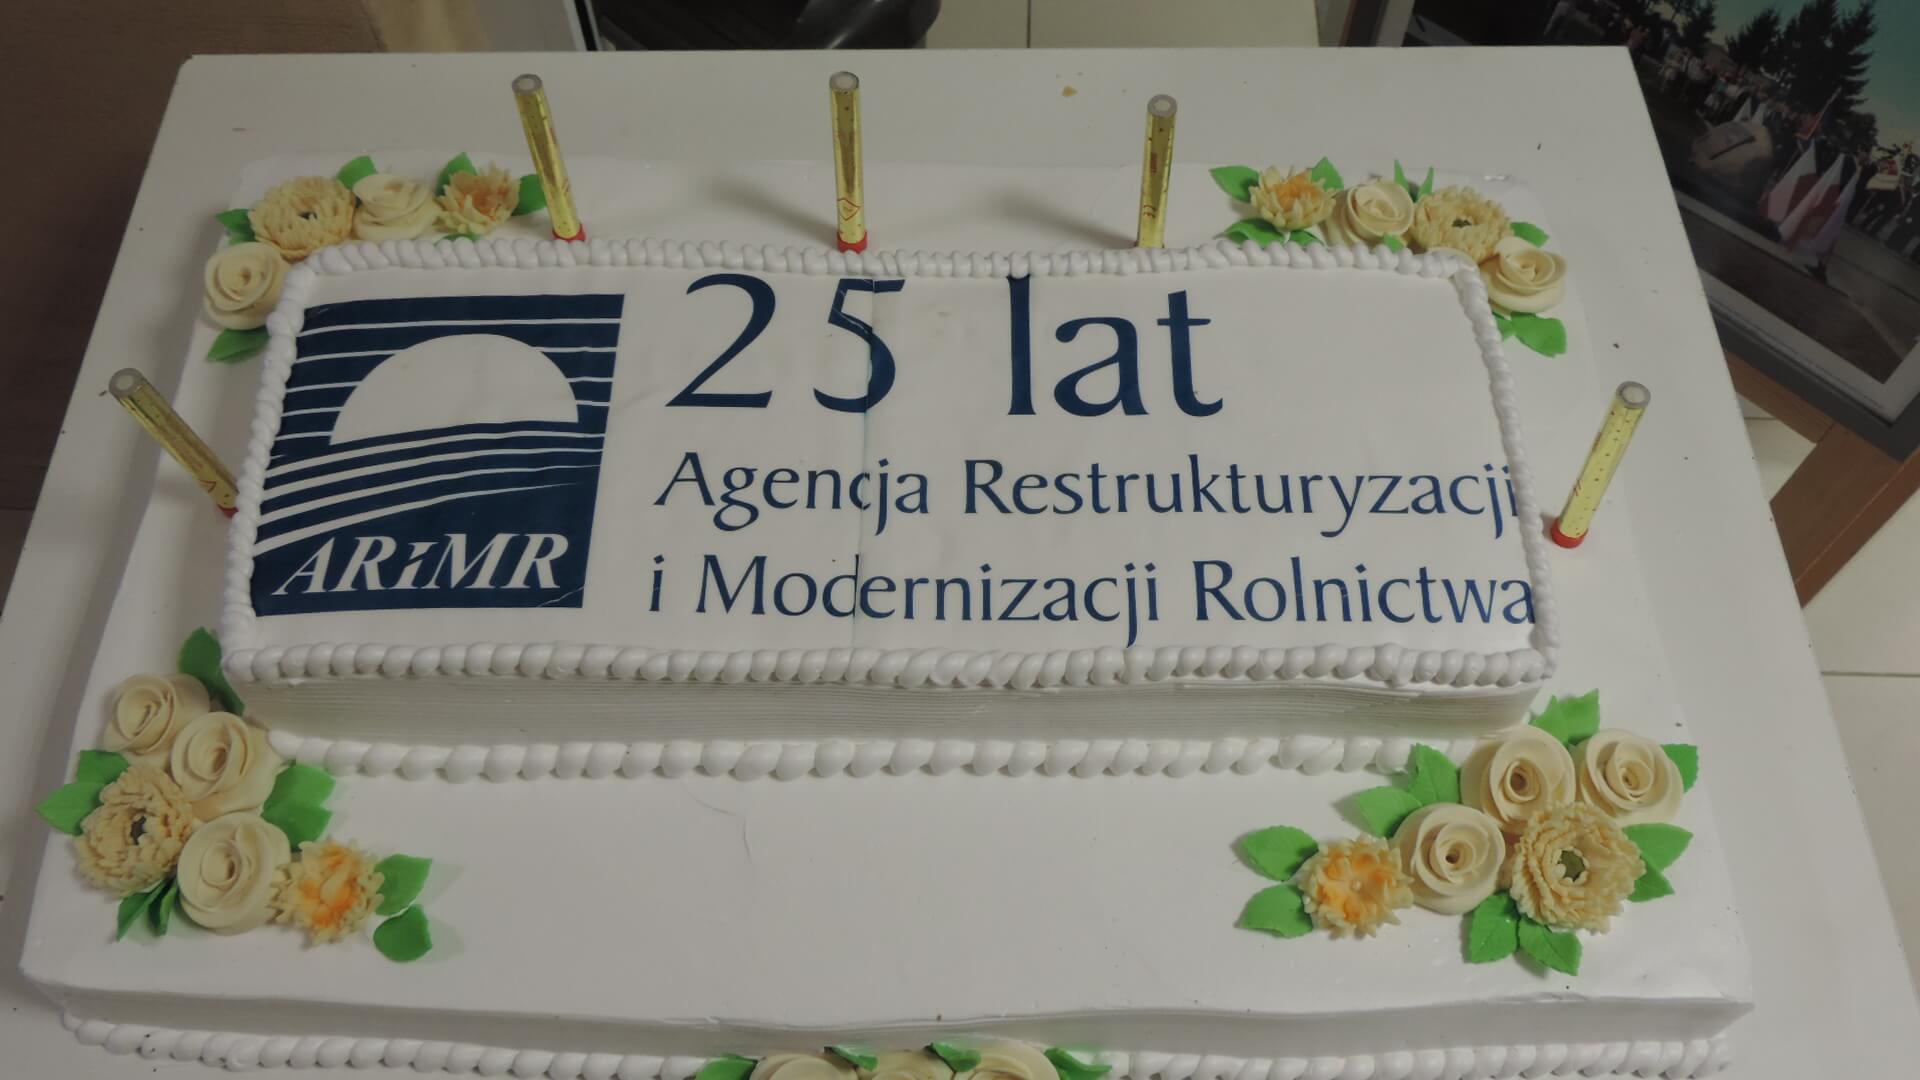 25 lat
Agencja Restrukturyzacji
i Modernizacji Rolnictwa
ARiMR